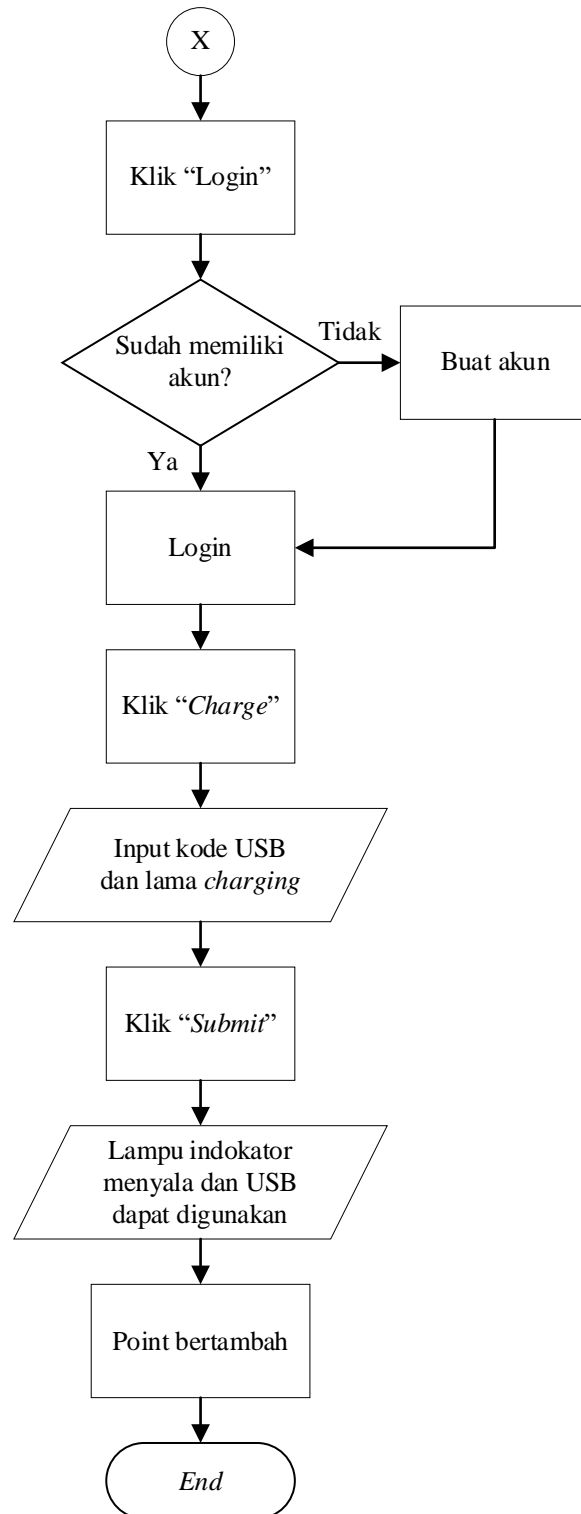 X
Klik “Login”
Sudah memiliki
akun?
Tidak
Buat akun
Ya
Login
Klik “Charge”
Input kode USB
dan lama charging
Klik “Submit”
Lampu indokator
menyala dan USB
dapat digunakan
Point bertambah
End